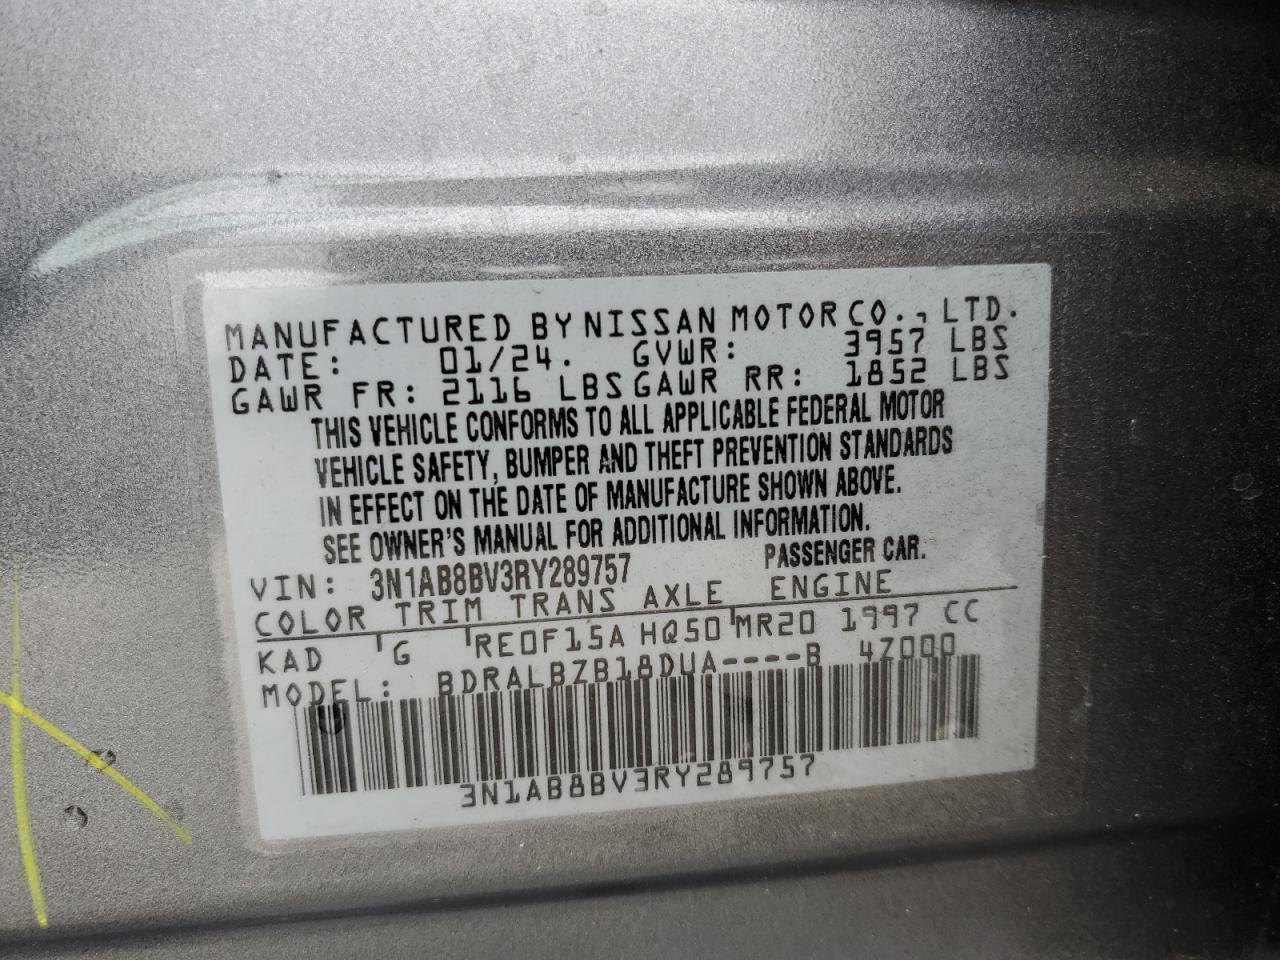 MANUFACTURED BY NISSAN MOTOR CO., LTD.
DATE: 01/24. GVWR: 3957 LBS
GAWR FR: 2116 LBS GAWR RR: 1852 LBS
THIS VEHICLE CONFORMS TO ALL APPLICABLE FEDERAL MOTOR
VEHICLE SAFETY, BUMPER AND THEFT PREVENTION STANDARDS
IN EFFECT ON THE DATE OF MANUFACTURE SHOWN ABOVE.
SEE OWNER'S MANUAL FOR ADDITIONAL INFORMATION.
VIN: 3N1AB8BV3RY289757 PASSENGER CAR.
COLOR TRIM TRANS AXLE ENGINE
KAD G RE0F15A HQ50 MR20 1997 CC
MODEL: BDRALBZB18DUA----B 4Z000
3N1AB8BV3RY289757